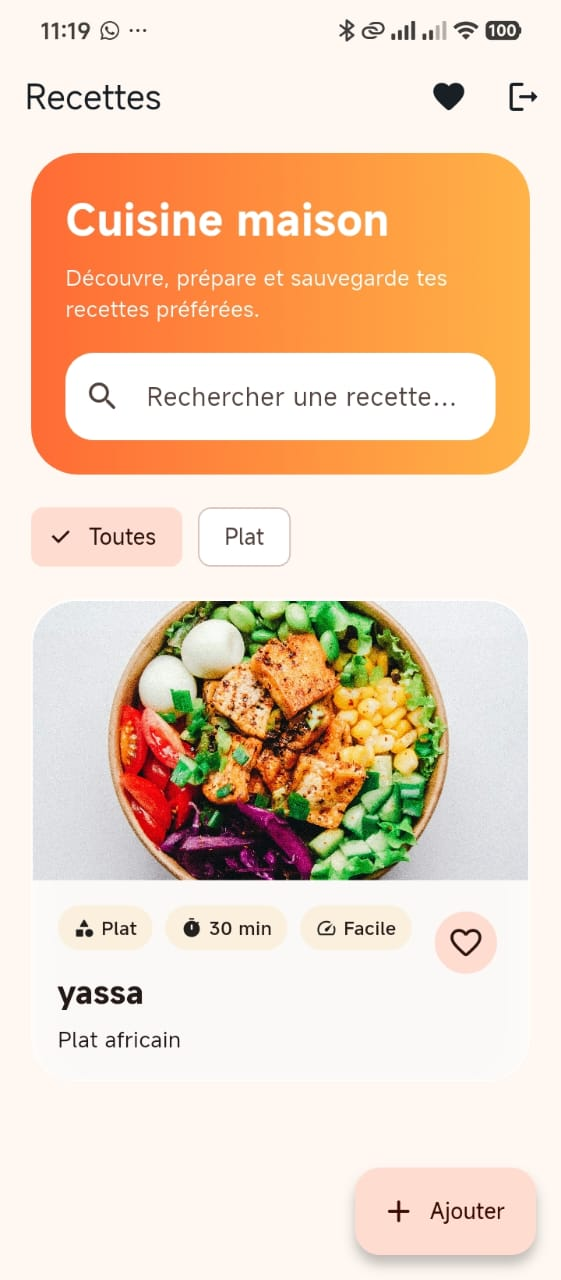 11:19 ...
100
Recettes
Cuisine maison
Découvre, prépare et sauvegarde tes
recettes préférées.
Rechercher une recette...
Toutes
Plat
Plat
30 min
Facile
yassa
Plat africain
+ Ajouter